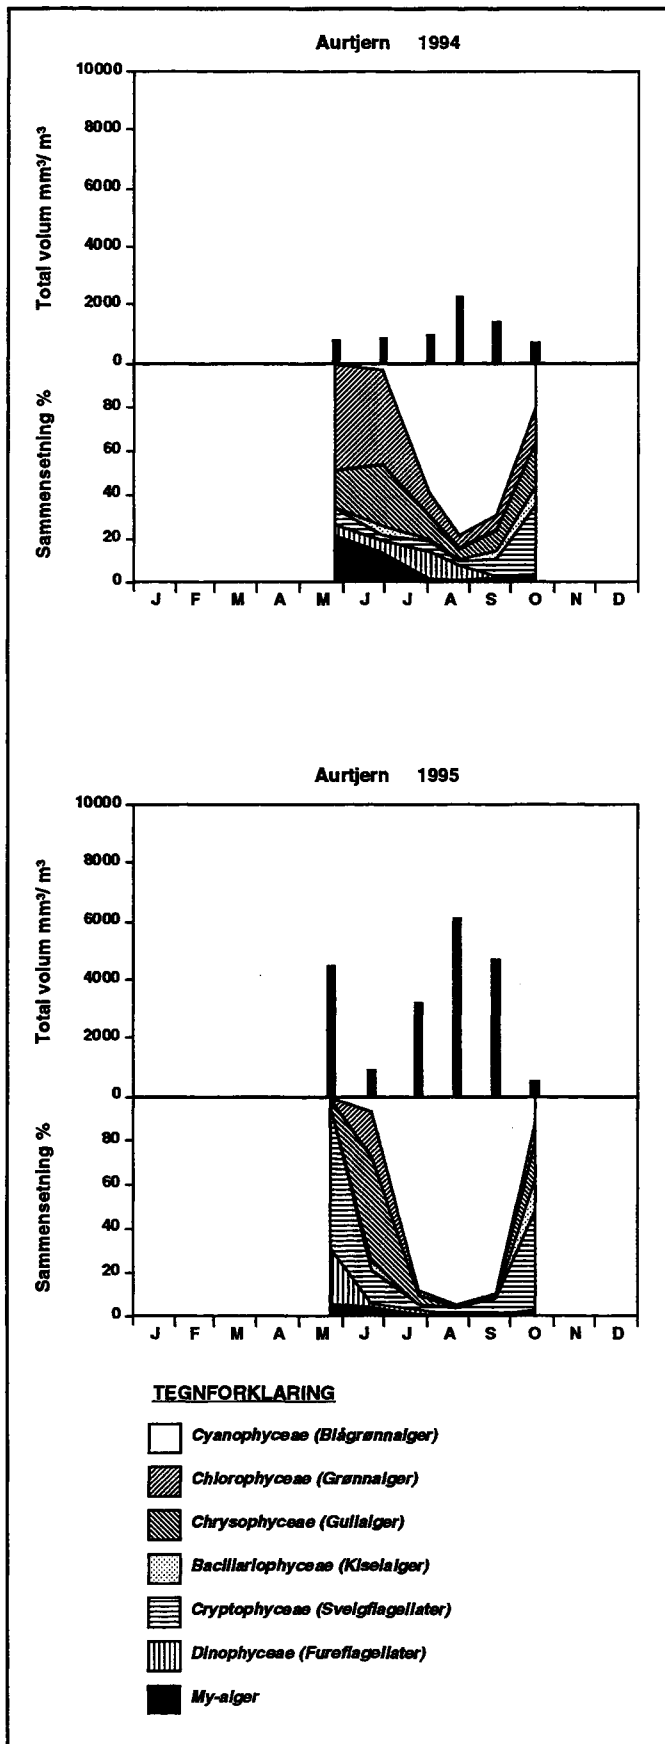 Aurtjern 1994
Total volum mm³/ m³
10000
8000
6000
4000
2000
0
Sammensetning %
80
60
40
20
0
J F M A M J J A S O N D
Aurtjern 1995
Total volum mm³/ m³
10000
8000
6000
4000
2000
0
Sammensetning %
80
60
40
20
0
J F M A M J J A S O N D
TEGNFORKLARING
Cyanophyceae (Blågrønnalger)
Chlorophyceae (Grønnalger)
Chrysophyceae (Gullalger)
Bacillariophyceae (Kiselalger)
Cryptophyceae (Svelgflagellater)
Dinophyceae (Fureflagellater)
My-alger